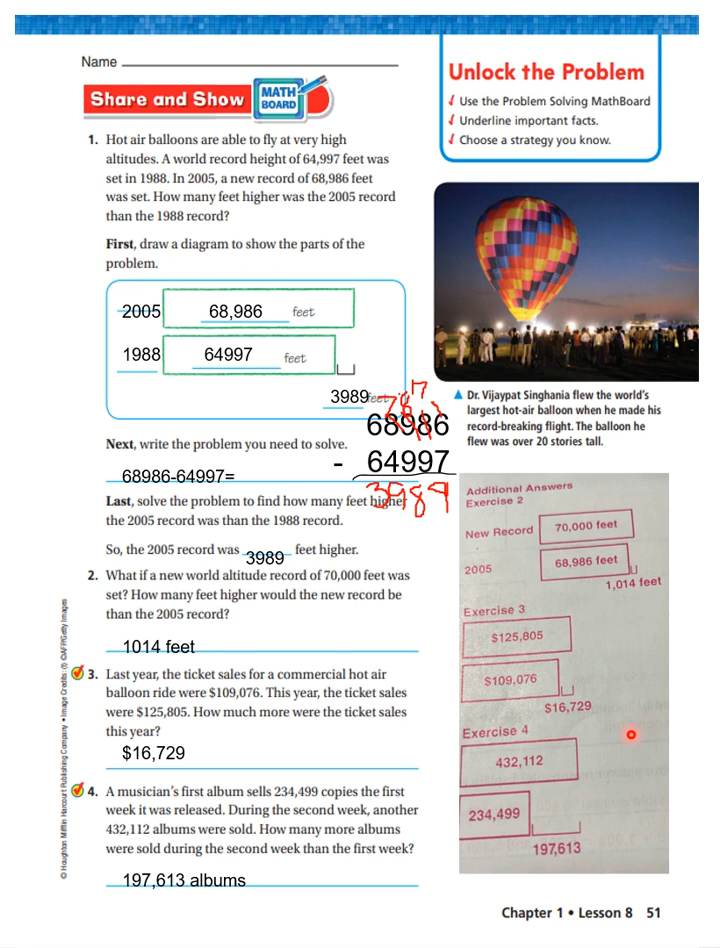 Name
Share and Show
MATH
BOARD
Unlock the Problem
Use the Problem Solving MathBoard
Underline important facts.
Choose a strategy you know.
1. Hot air balloons are able to fly at very high
altitudes. A world record height of 64,997 feet was
set in 1988. In 2005, a new record of 68,986 feet
was set. How many feet higher was the 2005 record
than the 1988 record?
First, draw a diagram to show the parts of the
problem.
2005 68,986 feet
1988 64997 feet
3989 feet
68986
- 64997
3989
Next, write the problem you need to solve.
68986-64997=
Last, solve the problem to find how many feet higher
the 2005 record was than the 1988 record.
So, the 2005 record was 3989 feet higher.
2. What if a new world altitude record of 70,000 feet was
set? How many feet higher would the new record be
than the 2005 record?
1014 feet
3. Last year, the ticket sales for a commercial hot air
balloon ride were $109,076. This year, the ticket sales
were $125,805. How much more were the ticket sales
this year?
$16,729
4. A musician's first album sells 234,499 copies the first
week it was released. During the second week, another
432,112 albums were sold. How many more albums
were sold during the second week than the first week?
197,613 albums
▲ Dr. Vijaypat Singhania flew the world's
largest hot-air balloon when he made his
record-breaking flight. The balloon he
flew was over 20 stories tall.
Additional Answers
Exercise 2
New Record 70,000 feet
2005 68,986 feet
1,014 feet
Exercise 3
$125,805
$109,076
$16,729
Exercise 4
432,112
234,499
197,613
© Houghton Mifflin Harcourt Publishing Company • Image Credits: (t) ©AFP/Getty Images
Chapter 1 • Lesson 8 51